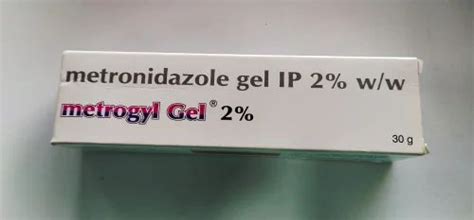 metronidazole gel IP 2% w/w
metrogyl Gel® 2%
30 g